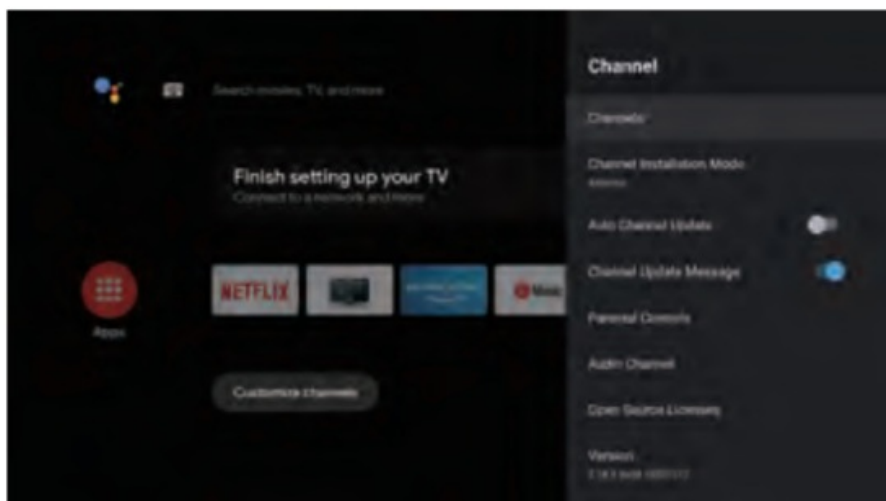 Search movies, TV, and more
Finish setting up your TV
Connect to a network and more
NETFLIX
Music
Apps
Customize channels
Channel
Channels
Channel Installation Mode
Antenna
Auto Channel Update
Channel Update Message
Parental Controls
Audio Channel
Open Source Licenses
Version